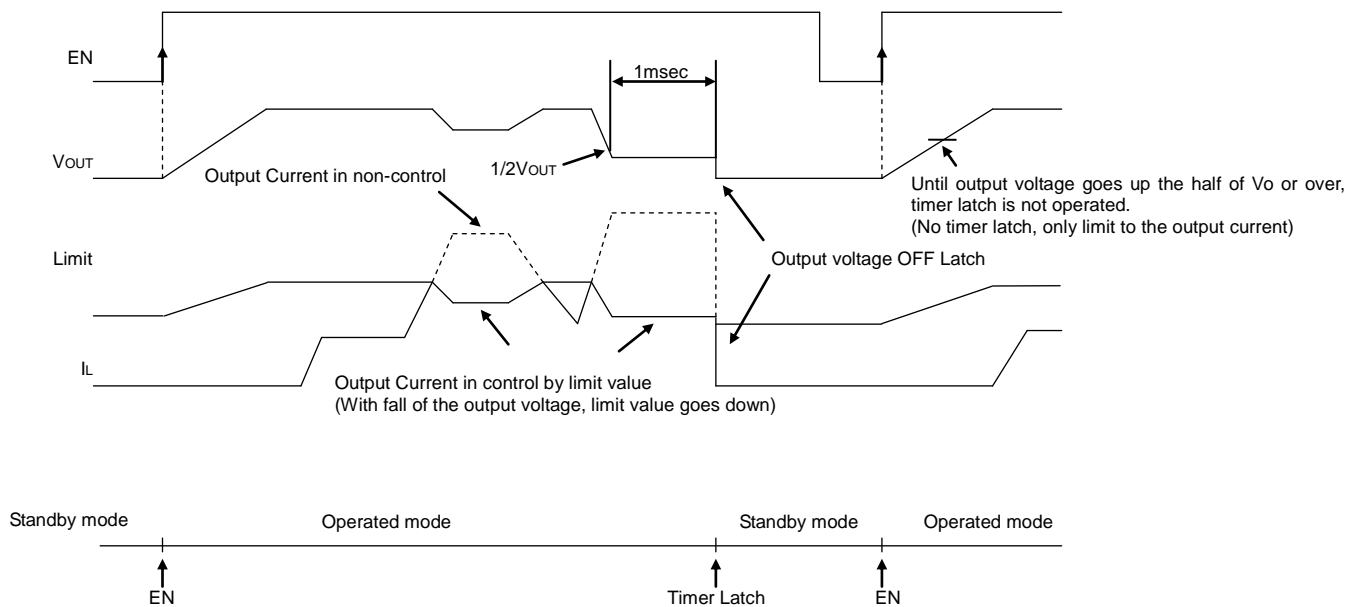 EN
1msec
VOUT
1/2VOUT
Output Current in non-control
Until output voltage goes up the half of Vo or over,
timer latch is not operated.
(No timer latch, only limit to the output current)
Limit
Output voltage OFF Latch
IL
Output Current in control by limit value
(With fall of the output voltage, limit value goes down)
Standby mode
Operated mode
Standby mode
Operated mode
EN
Timer Latch
EN